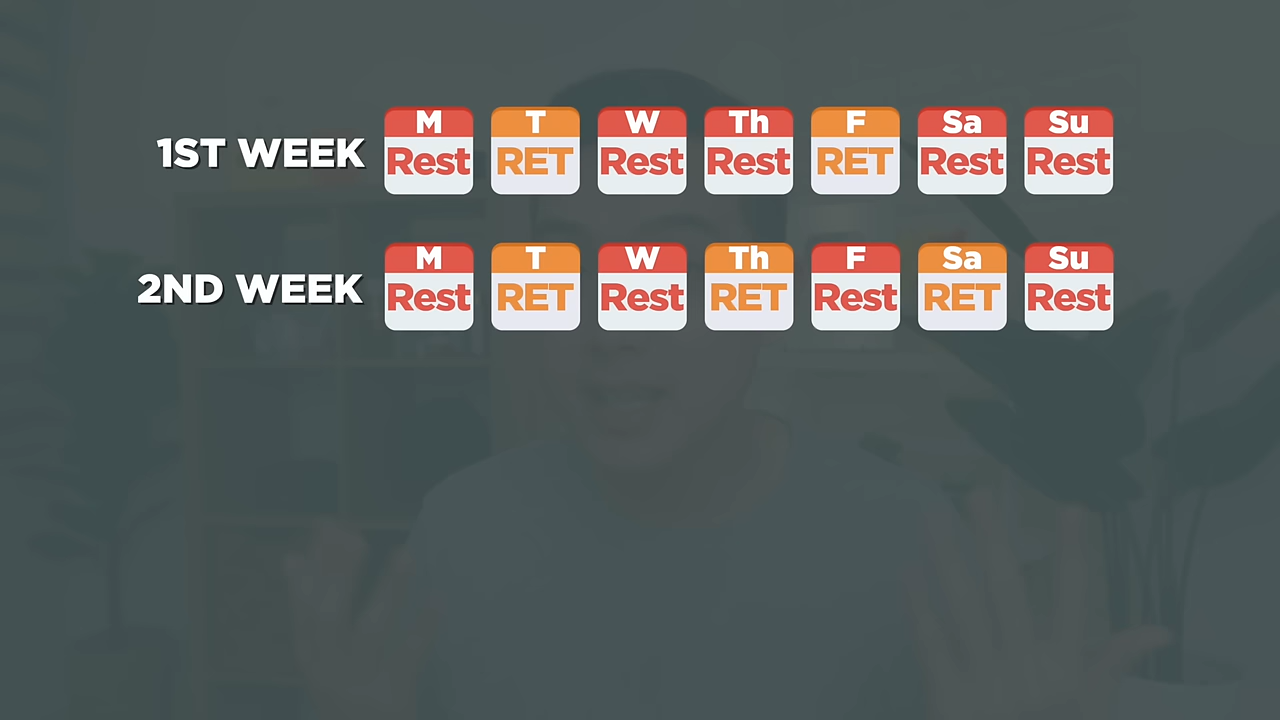 M T W Th F Sa Su
1ST WEEK Rest RET Rest Rest RET Rest Rest
M T W Th F Sa Su
2ND WEEK Rest RET Rest RET Rest RET Rest